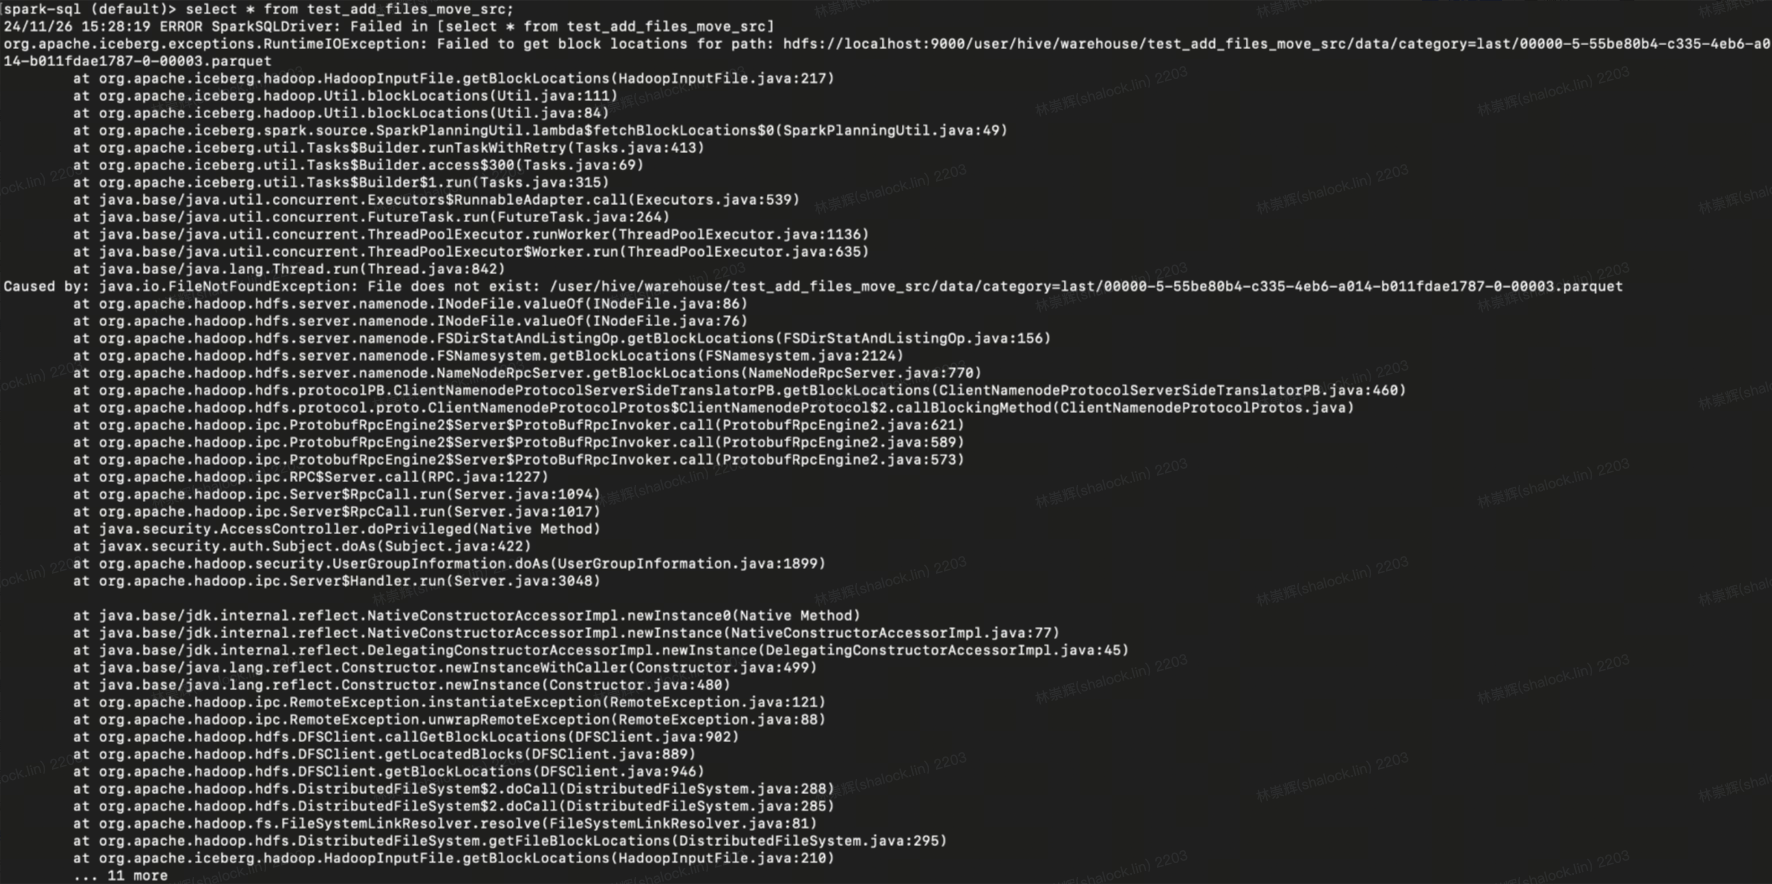 [spark-sql (default)> select * from test_add_files_move_src;
24/11/26 15:28:19 ERROR SparkSQLDriver: Failed in [select * from test_add_files_move_src]
org.apache.iceberg.exceptions.RuntimeIOException: Failed to get block locations for path: hdfs://localhost:9000/user/hive/warehouse/test_add_files_move_src/data/category=last/00000-5-55be80b4-c335-4eb6-a0
14-b011fdae1787-0-00003.parquet
at org.apache.iceberg.hadoop.HadoopInputFile.getBlockLocations(HadoopInputFile.java:217)
at org.apache.iceberg.hadoop.Util.blockLocations(Util.java:111)
at org.apache.iceberg.hadoop.Util.blockLocations(Util.java:84)
at org.apache.iceberg.spark.source.SparkPlanningUtil.lambda$fetchBlockLocations$0(SparkPlanningUtil.java:49)
at org.apache.iceberg.util.Tasks$Builder.runTaskWithRetry(Tasks.java:413)
at org.apache.iceberg.util.Tasks$Builder.access$300(Tasks.java:69)
at org.apache.iceberg.util.Tasks$Builder$1.run(Tasks.java:315)
at java.base/java.util.concurrent.Executors$RunnableAdapter.call(Executors.java:539)
at java.base/java.util.concurrent.FutureTask.run(FutureTask.java:264)
at java.base/java.util.concurrent.ThreadPoolExecutor.runWorker(ThreadPoolExecutor.java:1136)
at java.base/java.util.concurrent.ThreadPoolExecutor$Worker.run(ThreadPoolExecutor.java:635)
at java.base/java.lang.Thread.run(Thread.java:842)
Caused by: java.io.FileNotFoundException: File does not exist: /user/hive/warehouse/test_add_files_move_src/data/category=last/00000-5-55be80b4-c335-4eb6-a014-b011fdae1787-0-00003.parquet
at org.apache.hadoop.hdfs.server.namenode.INodeFile.valueOf(INodeFile.java:86)
at org.apache.hadoop.hdfs.server.namenode.INodeFile.valueOf(INodeFile.java:76)
at org.apache.hadoop.hdfs.server.namenode.FSDirStatAndListingOp.getBlockLocations(FSDirStatAndListingOp.java:156)
at org.apache.hadoop.hdfs.server.namenode.FSNamesystem.getBlockLocations(FSNamesystem.java:2124)
at org.apache.hadoop.hdfs.server.namenode.NameNodeRpcServer.getBlockLocations(NameNodeRpcServer.java:770)
at org.apache.hadoop.hdfs.protocolPB.ClientNamenodeProtocolServerSideTranslatorPB.getBlockLocations(ClientNamenodeProtocolServerSideTranslatorPB.java:460)
at org.apache.hadoop.hdfs.protocol.proto.ClientNamenodeProtocolProtos$ClientNamenodeProtocol$2.callBlockingMethod(ClientNamenodeProtocolProtos.java)
at org.apache.hadoop.ipc.ProtobufRpcEngine2$Server$ProtoBufRpcInvoker.call(ProtobufRpcEngine2.java:621)
at org.apache.hadoop.ipc.ProtobufRpcEngine2$Server$ProtoBufRpcInvoker.call(ProtobufRpcEngine2.java:589)
at org.apache.hadoop.ipc.ProtobufRpcEngine2$Server$ProtoBufRpcInvoker.call(ProtobufRpcEngine2.java:573)
at org.apache.hadoop.ipc.RPC$Server.call(RPC.java:1227)
at org.apache.hadoop.ipc.Server$RpcCall.run(Server.java:1094)
at org.apache.hadoop.ipc.Server$RpcCall.run(Server.java:1017)
at java.security.AccessController.doPrivileged(Native Method)
at javax.security.auth.Subject.doAs(Subject.java:422)
at org.apache.hadoop.security.UserGroupInformation.doAs(UserGroupInformation.java:1899)
at org.apache.hadoop.ipc.Server$Handler.run(Server.java:3048)
at java.base/jdk.internal.reflect.NativeConstructorAccessorImpl.newInstance0(Native Method)
at java.base/jdk.internal.reflect.NativeConstructorAccessorImpl.newInstance(NativeConstructorAccessorImpl.java:77)
at java.base/jdk.internal.reflect.DelegatingConstructorAccessorImpl.newInstance(DelegatingConstructorAccessorImpl.java:45)
at java.base/java.lang.reflect.Constructor.newInstanceWithCaller(Constructor.java:499)
at java.base/java.lang.reflect.Constructor.newInstance(Constructor.java:480)
at org.apache.hadoop.ipc.RemoteException.instantiateException(RemoteException.java:121)
at org.apache.hadoop.ipc.RemoteException.unwrapRemoteException(RemoteException.java:88)
at org.apache.hadoop.hdfs.DFSClient.callGetBlockLocations(DFSClient.java:902)
at org.apache.hadoop.hdfs.DFSClient.getLocatedBlocks(DFSClient.java:889)
at org.apache.hadoop.hdfs.DFSClient.getBlockLocations(DFSClient.java:946)
at org.apache.hadoop.hdfs.DistributedFileSystem$2.doCall(DistributedFileSystem.java:288)
at org.apache.hadoop.hdfs.DistributedFileSystem$2.doCall(DistributedFileSystem.java:285)
at org.apache.hadoop.fs.FileSystemLinkResolver.resolve(FileSystemLinkResolver.java:81)
at org.apache.hadoop.hdfs.DistributedFileSystem.getFileBlockLocations(DistributedFileSystem.java:295)
at org.apache.iceberg.hadoop.HadoopInputFile.getBlockLocations(HadoopInputFile.java:210)
... 11 more
林崇辉(shalock.lin) 2203